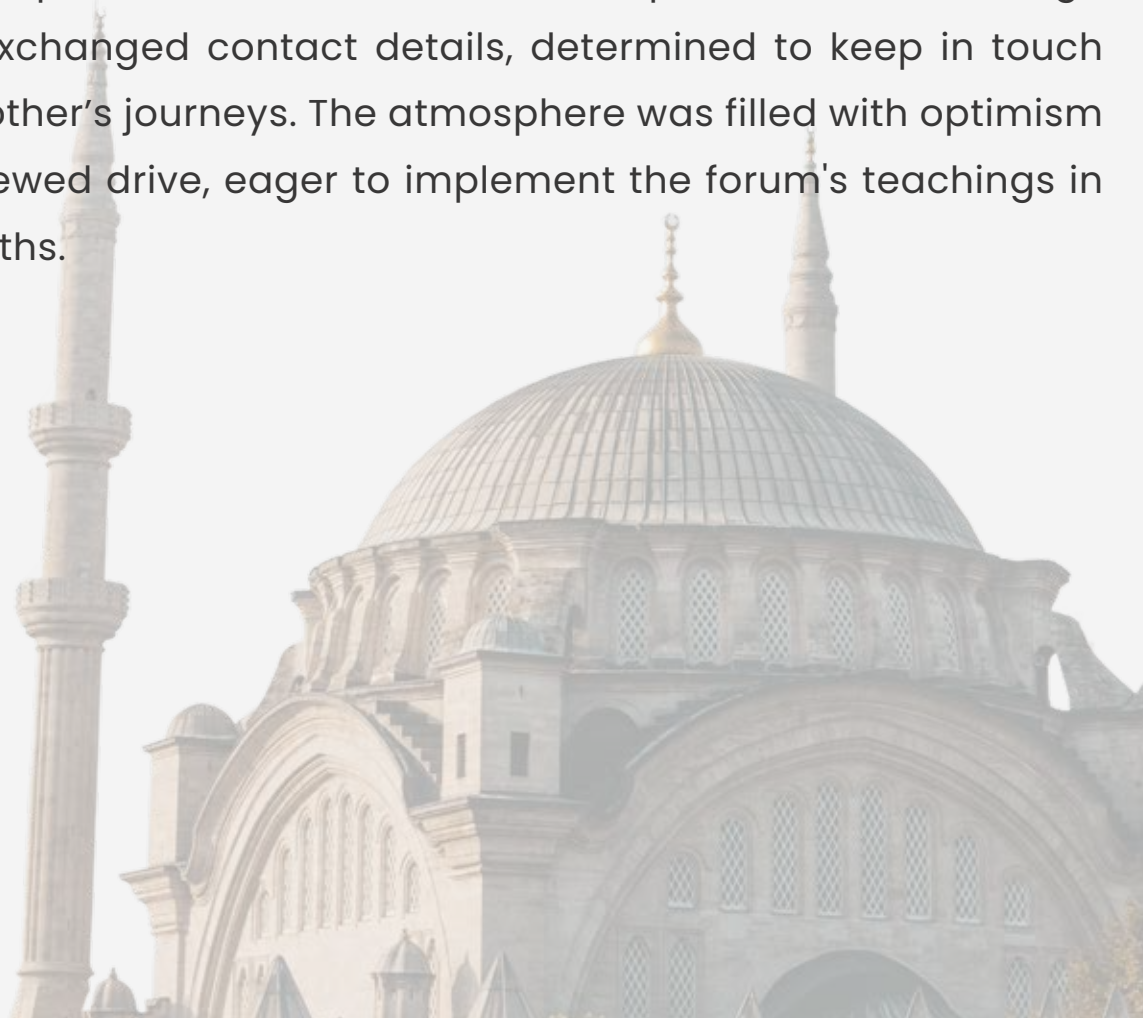 xchanged contact details, determined to keep in touch
other’s journeys. The atmosphere was filled with optimism
ewed drive, eager to implement the forum's teachings in
ths.